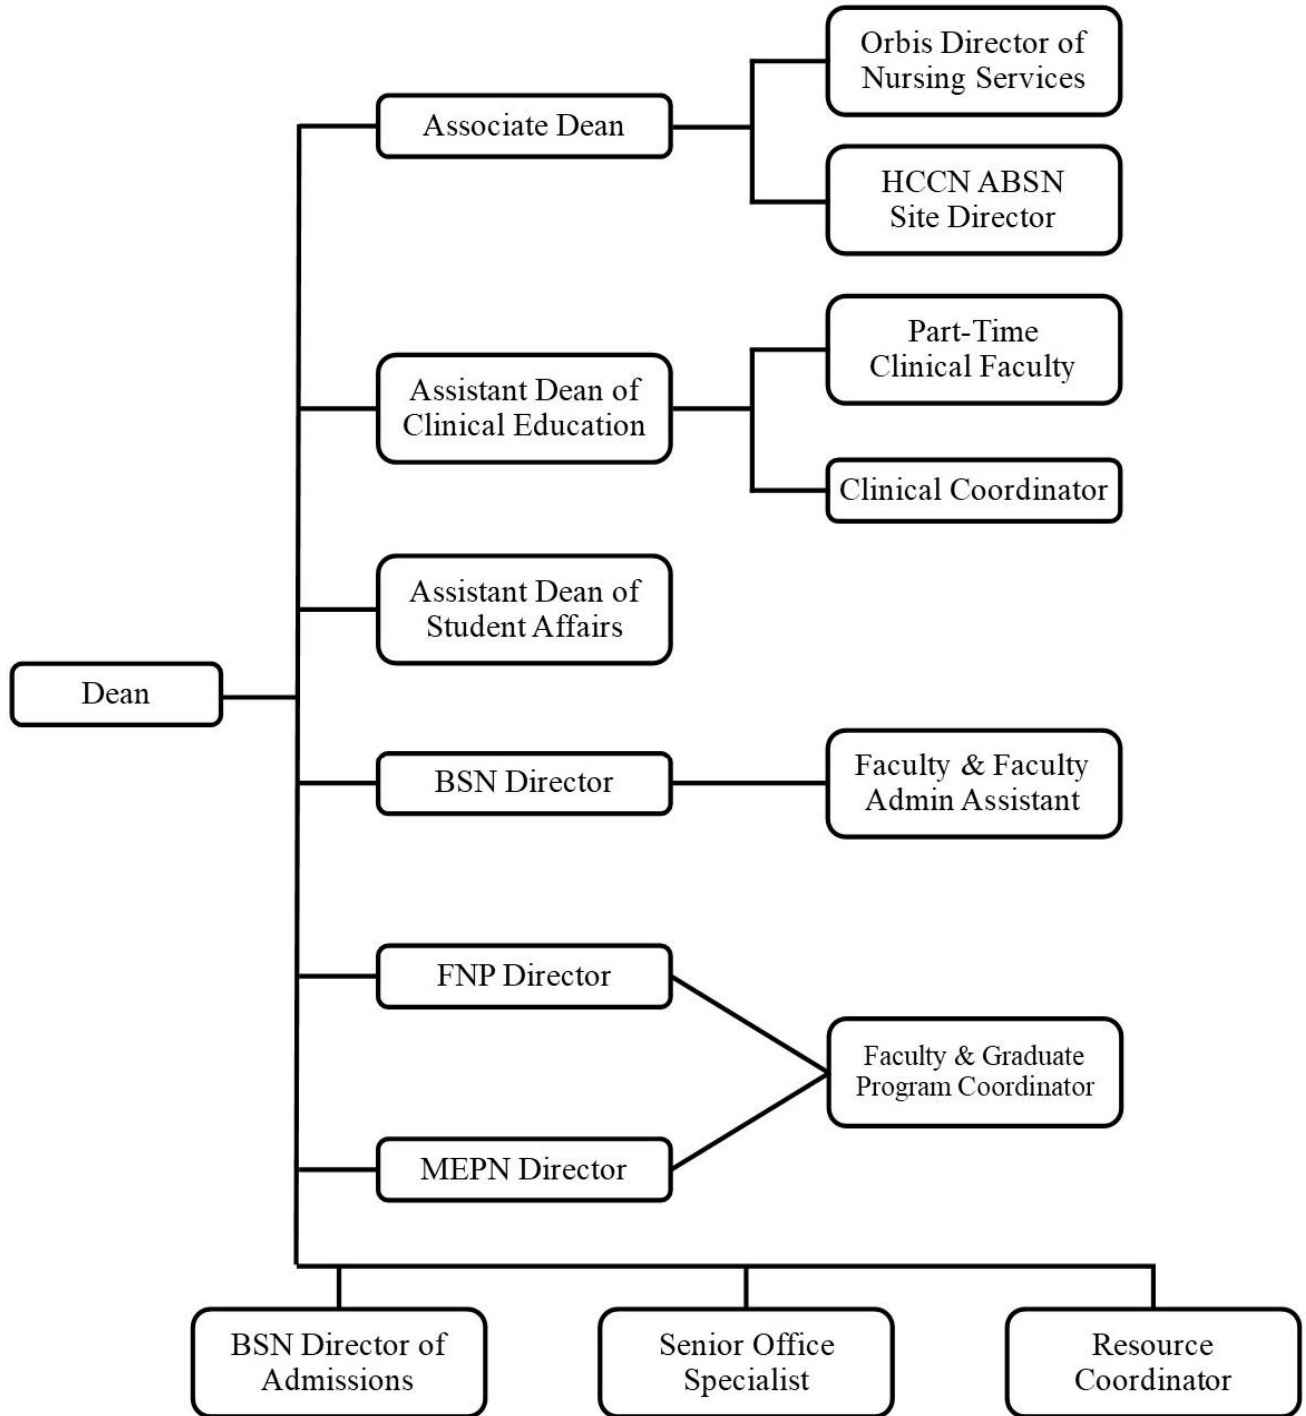 Orbis Director of
Nursing Services
Associate Dean
HCCN ABSN
Site Director
Part-Time
Clinical Faculty
Assistant Dean of
Clinical Education
Clinical Coordinator
Assistant Dean of
Student Affairs
Dean
BSN Director
Faculty & Faculty
Admin Assistant
FNP Director
Faculty & Graduate
Program Coordinator
MEPN Director
BSN Director of
Admissions
Senior Office
Specialist
Resource
Coordinator